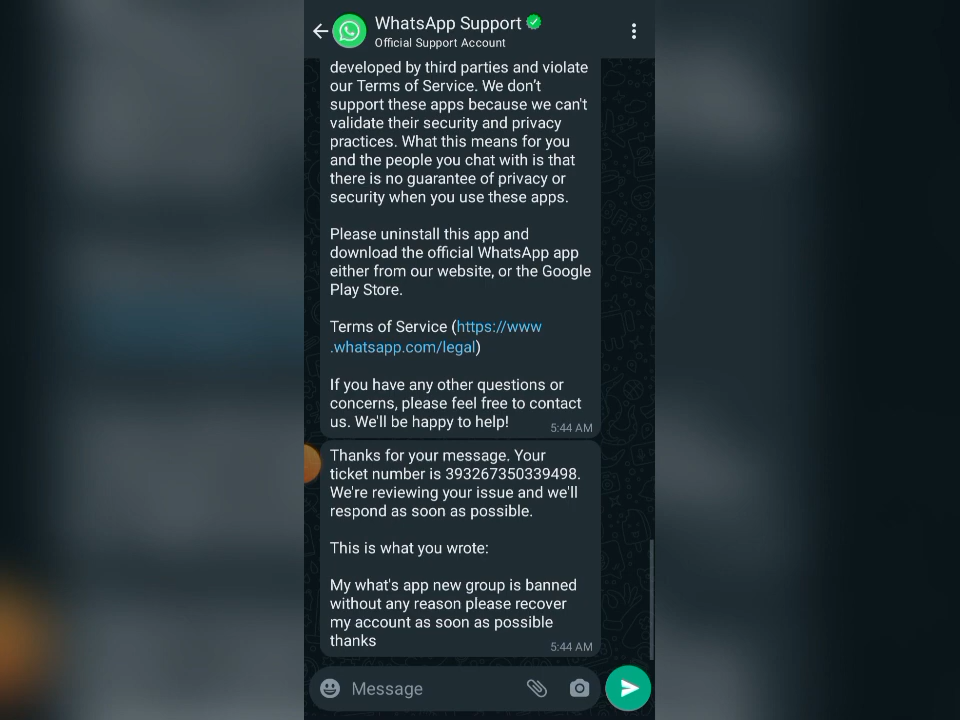 WhatsApp Support
Official Support Account
developed by third parties and violate
our Terms of Service. We don't
support these apps because we can't
validate their security and privacy
practices. What this means for you
and the people you chat with is that
there is no guarantee of privacy or
security when you use these apps.
Please uninstall this app and
download the official WhatsApp app
either from our website, or the Google
Play Store.
Terms of Service (https://www
.whatsapp.com/legal)
If you have any other questions or
concerns, please feel free to contact
us. We'll be happy to help!
5:44 AM
Thanks for your message. Your
ticket number is 393267350339498.
We're reviewing your issue and we'll
respond as soon as possible.
This is what you wrote:
My what's app new group is banned
without any reason please recover
my account as soon as possible
thanks
5:44 AM
Message